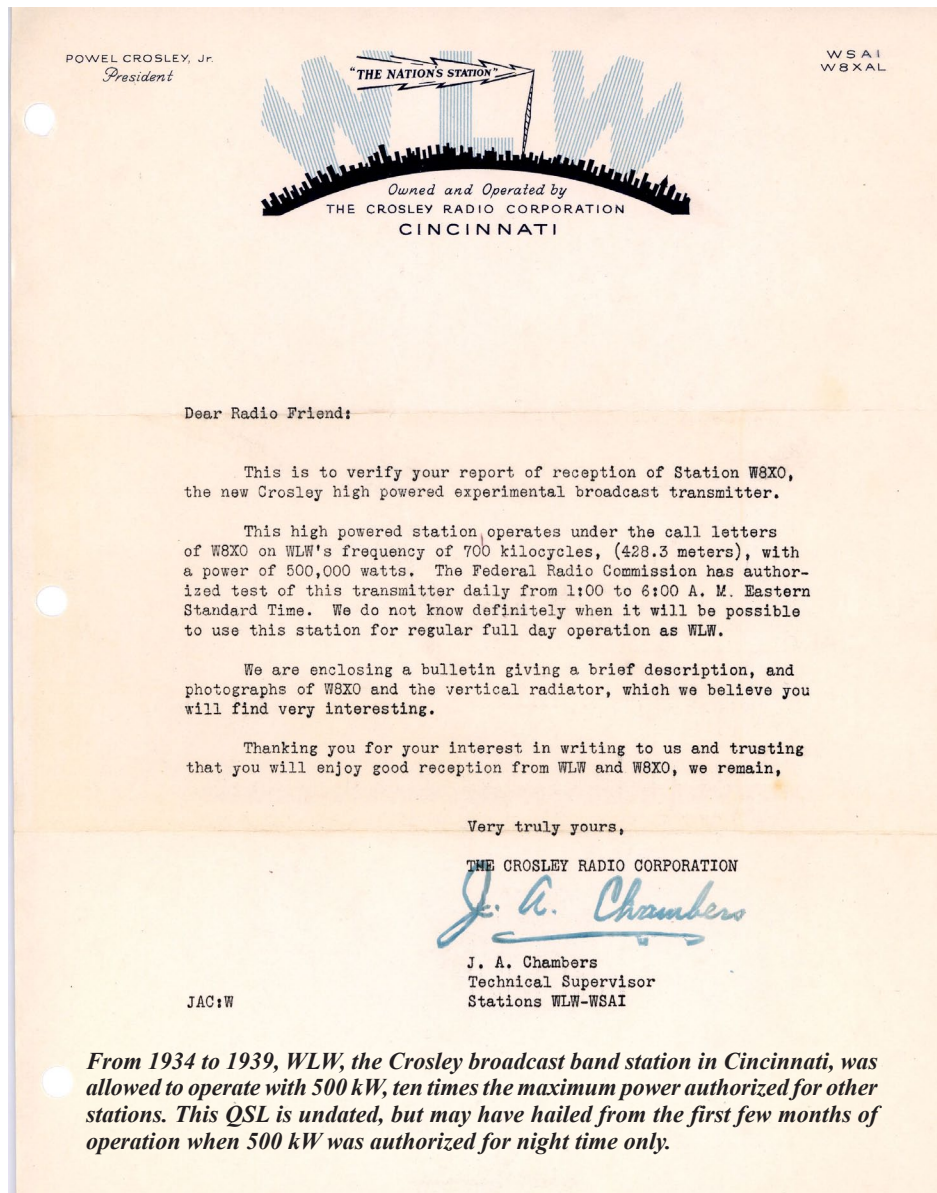 POWEL CROSLEY, Jr.
President
WLW
"THE NATION'S STATION"
WSAI
W8XAL
Owned and Operated by
THE CROSLEY RADIO CORPORATION
CINCINNATI
Dear Radio Friend:
This is to verify your report of reception of Station W8XO,
the new Crosley high powered experimental broadcast transmitter.
This high powered station operates under the call letters
of W8XO on WLW's frequency of 700 kilocycles, (428.3 meters), with
a power of 500,000 watts. The Federal Radio Commission has author-
ized test of this transmitter daily from 1:00 to 6:00 A. M. Eastern
Standard Time. We do not know definitely when it will be possible
to use this station for regular full day operation as WLW.
We are enclosing a bulletin giving a brief description, and
photographs of W8XO and the vertical radiator, which we believe you
will find very interesting.
Thanking you for your interest in writing to us and trusting
that you will enjoy good reception from WLW and W8XO, we remain,
Very truly yours,
THE CROSLEY RADIO CORPORATION
J. A. Chambers
J. A. Chambers
Technical Supervisor
JAC:W
Stations WLW-WSAI
From 1934 to 1939, WLW, the Crosley broadcast band station in Cincinnati, was
allowed to operate with 500 kW, ten times the maximum power authorized for other
stations. This QSL is undated, but may have hailed from the first few months of
operation when 500 kW was authorized for night time only.